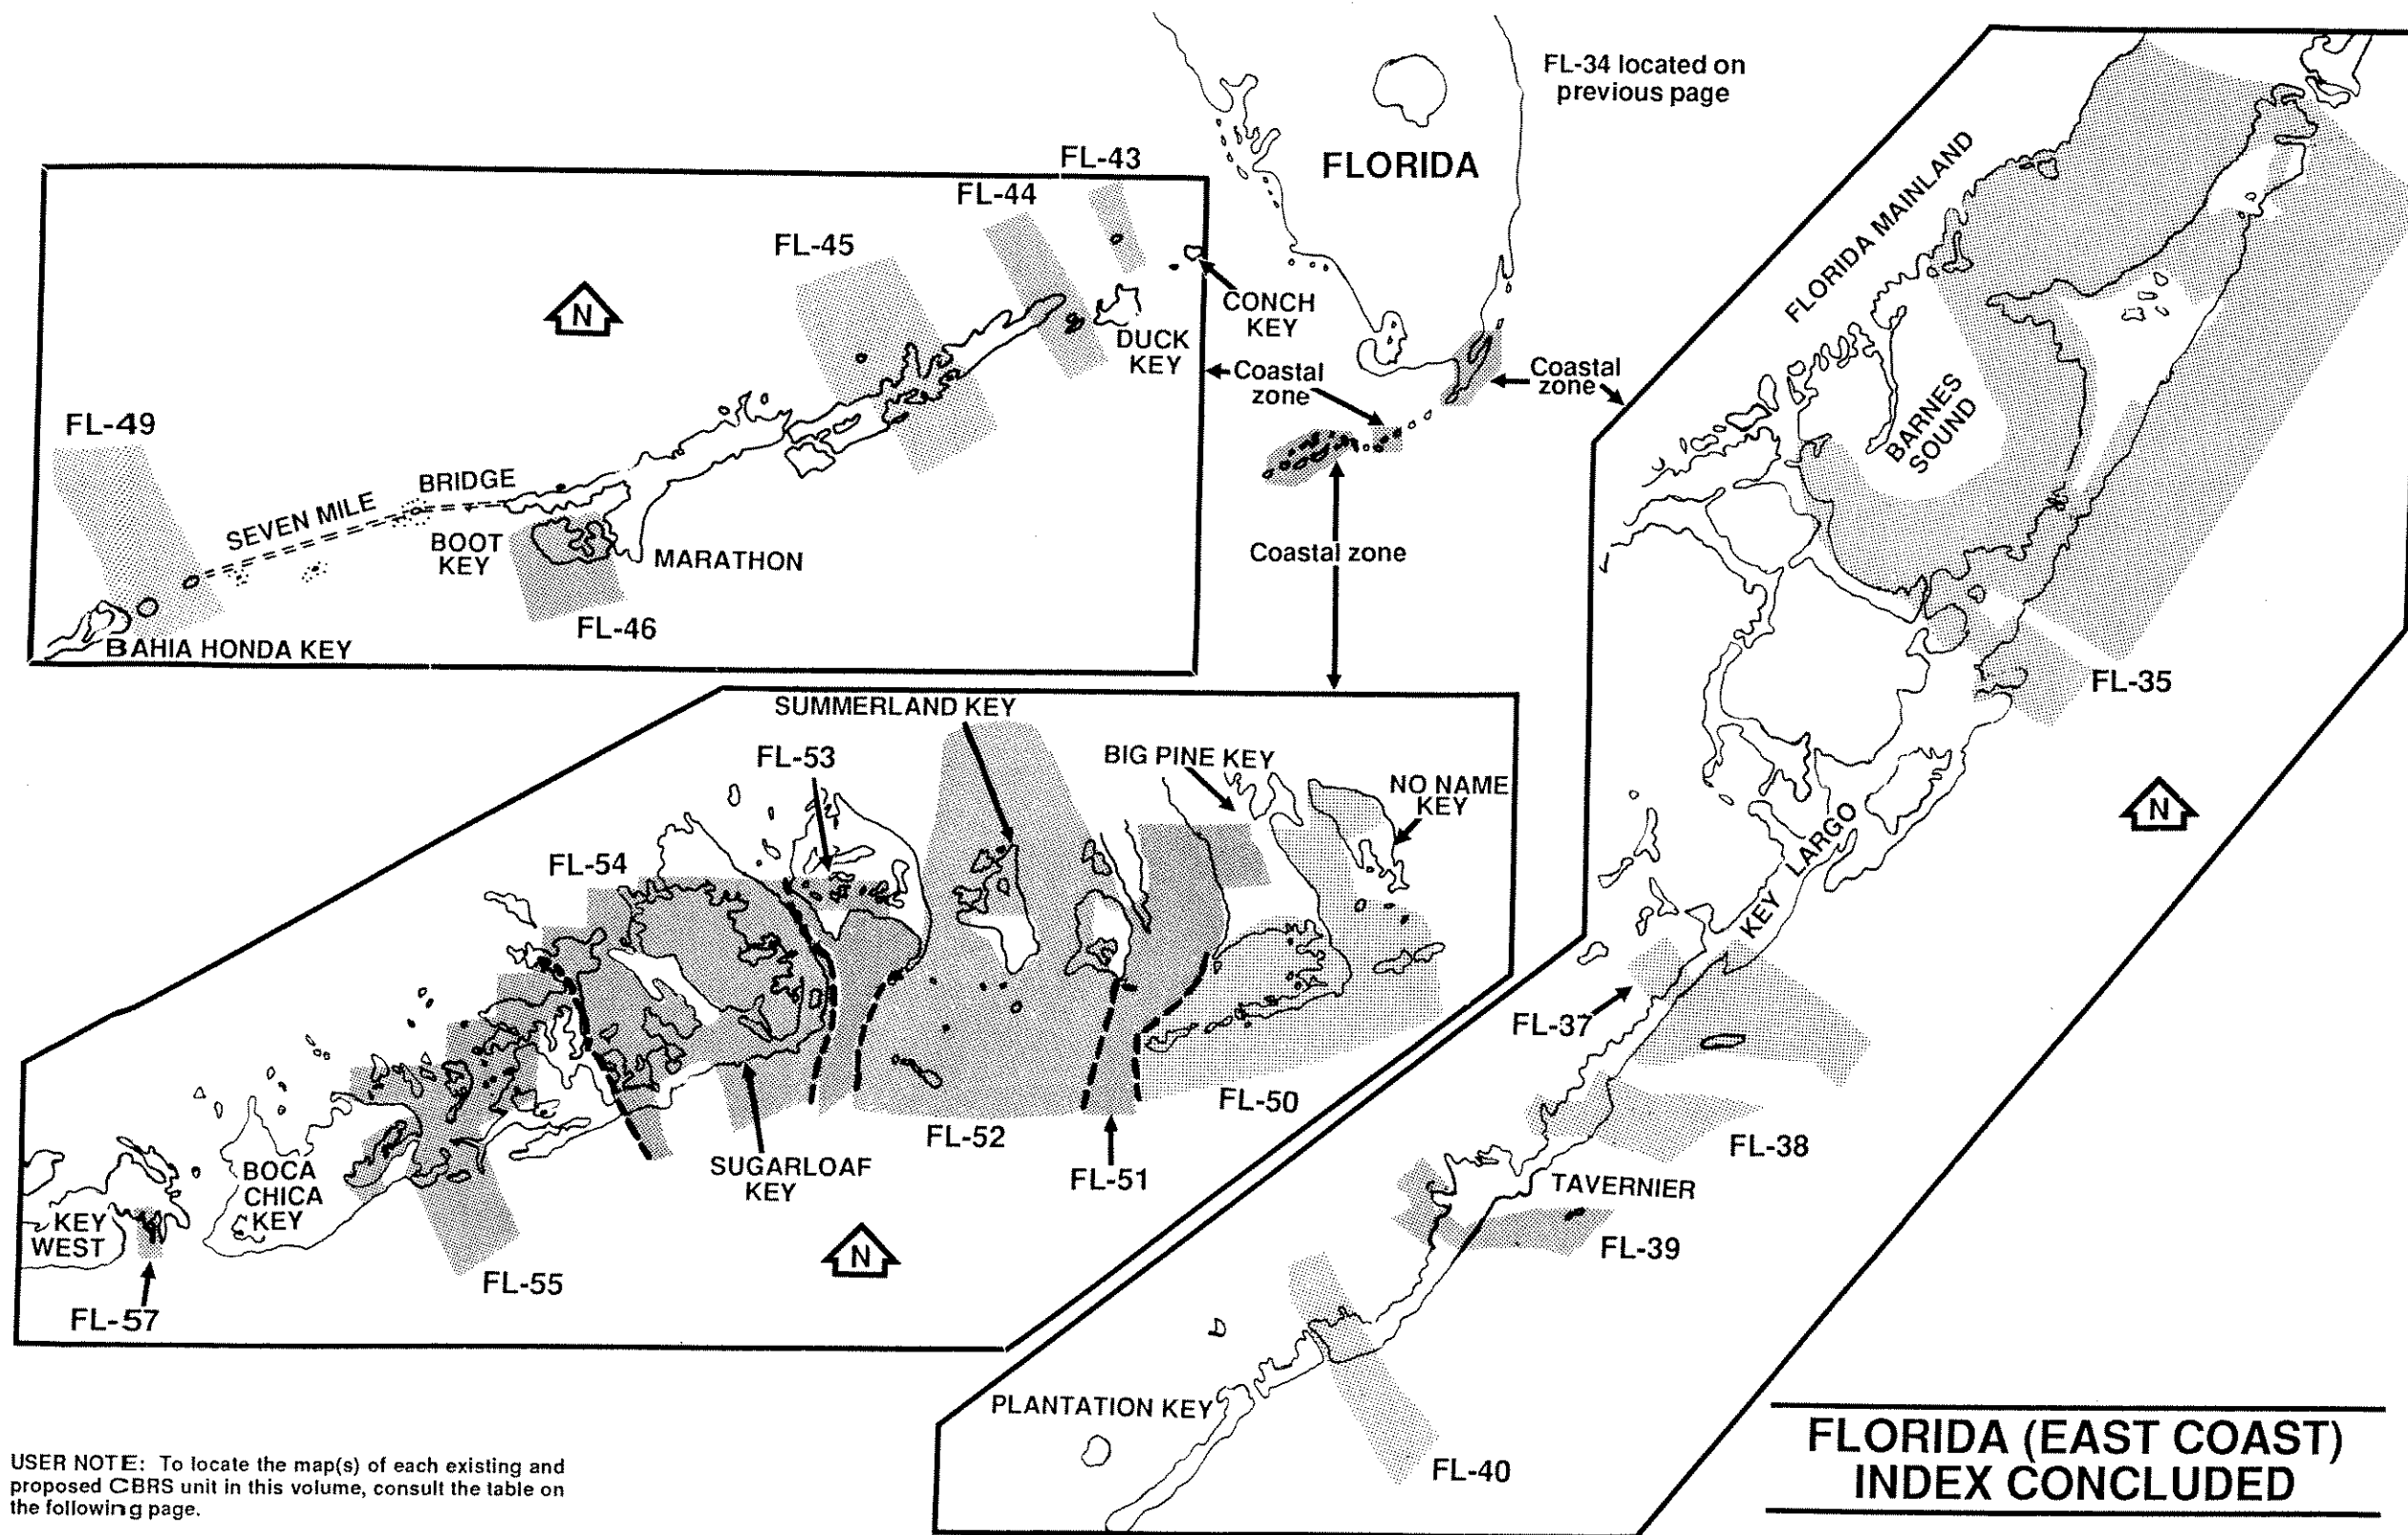 FL-34 located on
previous page
FLORIDA
Coastal
zone
Coastal
zone
Coastal zone
FL-43
FL-44
FL-45
N
CONCH
KEY
DUCK
KEY
FL-49
SEVEN MILE
BRIDGE
BOOT
KEY
MARATHON
FL-46
BAHIA HONDA KEY
SUMMERLAND KEY
FL-53
BIG PINE KEY
NO NAME
KEY
FL-54
FL-50
FL-52
FL-51
SUGARLOAF
KEY
BOCA
CHICA
KEY
KEY
WEST
FL-55
FL-57
N
FLORIDA MAINLAND
BARNES
SOUND
FL-35
N
KEY LARGO
FL-37
FL-38
TAVERNIER
FL-39
PLANTATION KEY
FL-40
USER NOTE: To locate the map(s) of each existing and
proposed CBRS unit in this volume, consult the table on
the following page.
FLORIDA (EAST COAST)
INDEX CONCLUDED